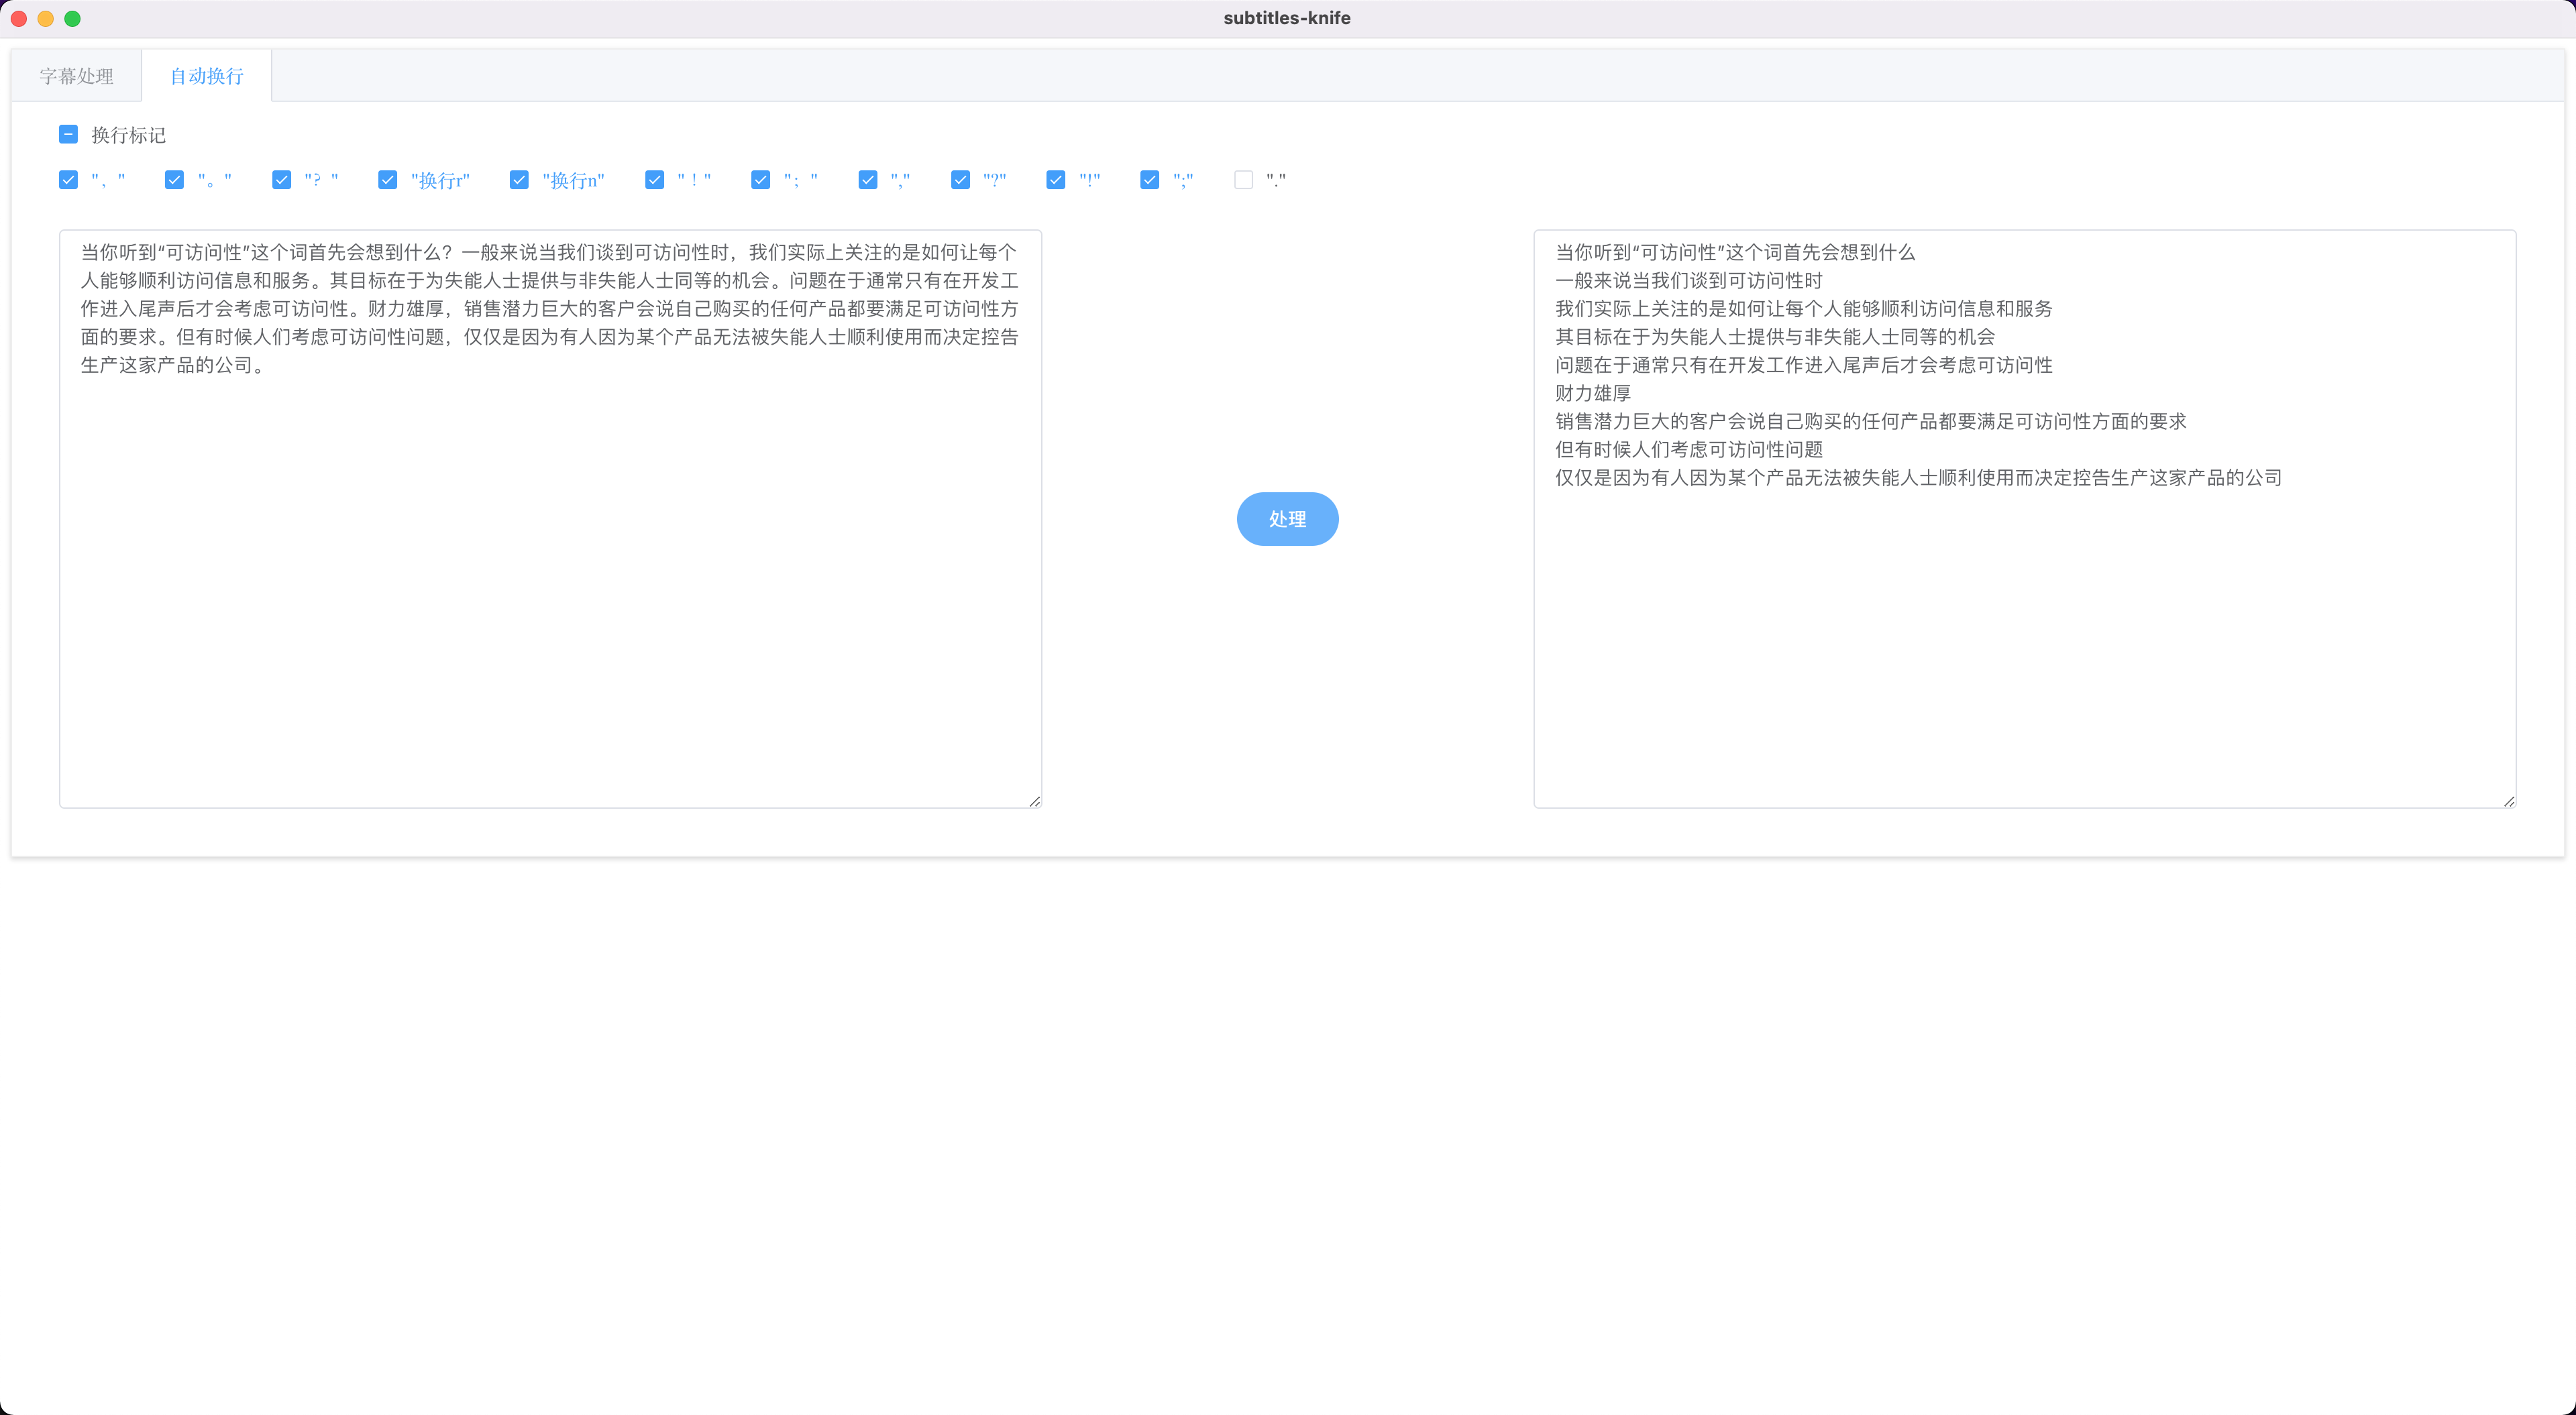 subtitles-knife
字幕处理
自动换行
换行标记
"，"
"。"
"？"
"换行r"
"换行n"
"！"
"；"
","
"?"
"!"
";"
"."
当你听到“可访问性”这个词首先会想到什么？一般来说当我们谈到可访问性时，我们实际上关注的是如何让每个
人能够顺利访问信息和服务。其目标在于为失能人士提供与非失能人士同等的机会。问题在于通常只有在开发工
作进入尾声后才会考虑可访问性。财力雄厚，销售潜力巨大的客户会说自己购买的任何产品都要满足可访问性方
面的要求。但有时候人们考虑可访问性问题，仅仅是因为有人因为某个产品无法被失能人士顺利使用而决定控告
生产这家产品的公司。
处理
当你听到“可访问性”这个词首先会想到什么
一般来说当我们谈到可访问性时
我们实际上关注的是如何让每个人能够顺利访问信息和服务
其目标在于为失能人士提供与非失能人士同等的机会
问题在于通常只有在开发工作进入尾声后才会考虑可访问性
财力雄厚
销售潜力巨大的客户会说自己购买的任何产品都要满足可访问性方面的要求
但有时候人们考虑可访问性问题
仅仅是因为有人因为某个产品无法被失能人士顺利使用而决定控告生产这家产品的公司